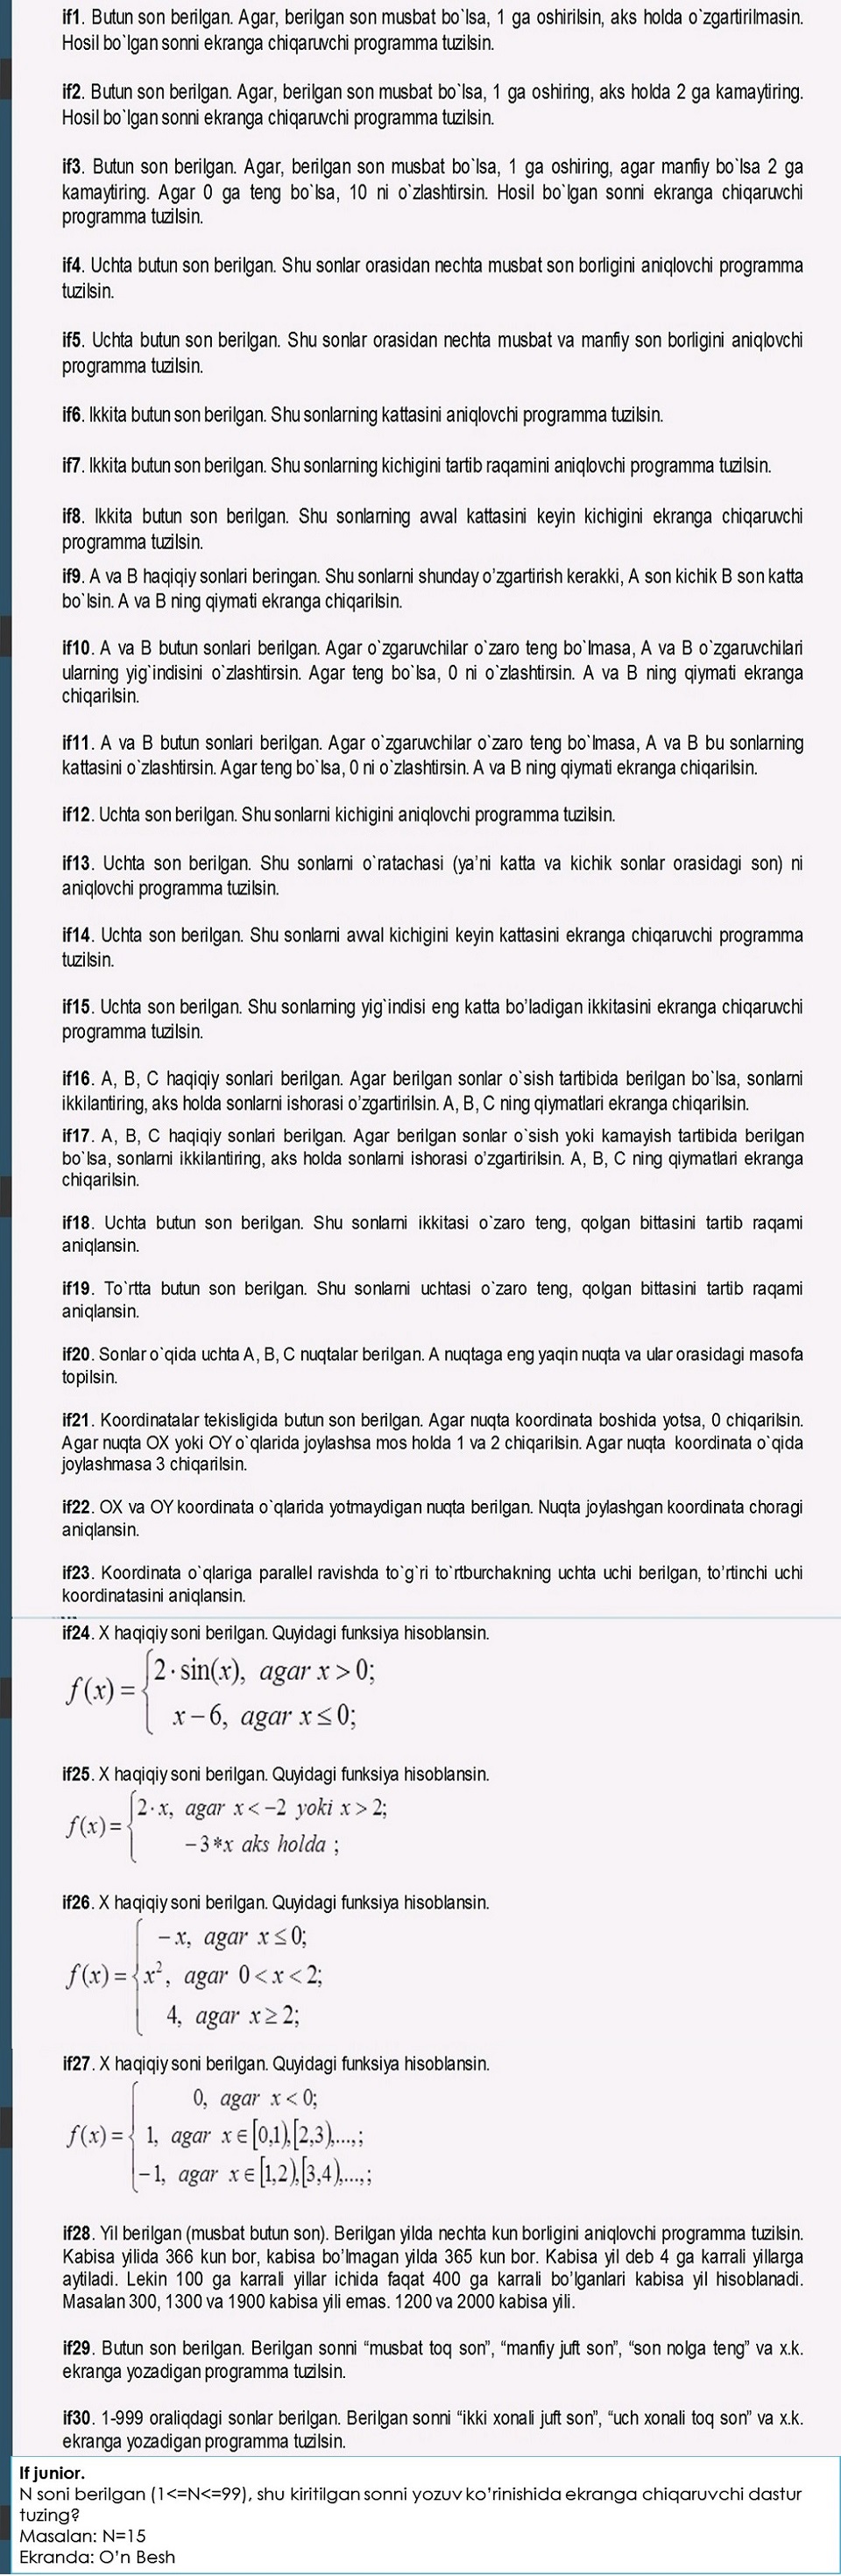 if1. Butun son berilgan. Agar, berilgan son musbat bo`lsa, 1 ga oshirilsin, aks holda o`zgartirilmasin.
Hosil bo`lgan sonni ekranga chiqaruvchi programma tuzilsin.
if2. Butun son berilgan. Agar, berilgan son musbat bo`lsa, 1 ga oshiring, aks holda 2 ga kamaytiring.
Hosil bo`lgan sonni ekranga chiqaruvchi programma tuzilsin.
if3. Butun son berilgan. Agar, berilgan son musbat bo`lsa, 1 ga oshiring, agar manfiy bo`lsa 2 ga
kamaytiring. Agar 0 ga teng bo`lsa, 10 ni o`zlashtirsin. Hosil bo`lgan sonni ekranga chiqaruvchi
programma tuzilsin.
if4. Uchta butun son berilgan. Shu sonlar orasidan nechta musbat son borligini aniqlovchi programma
tuzilsin.
if5. Uchta butun son berilgan. Shu sonlar orasidan nechta musbat va manfiy son borligini aniqlovchi
programma tuzilsin.
if6. Ikkita butun son berilgan. Shu sonlarning kattasini aniqlovchi programma tuzilsin.
if7. Ikkita butun son berilgan. Shu sonlarning kichigini tartib raqamini aniqlovchi programma tuzilsin.
if8. Ikkita butun son berilgan. Shu sonlarning avval kattasini keyin kichigini ekranga chiqaruvchi
programma tuzilsin.
if9. A va B haqiqiy sonlari beringan. Shu sonlarni shunday o’zgartirish kerakki, A son kichik B son katta
bo`lsin. A va B ning qiymati ekranga chiqarilsin.
if10. A va B butun sonlari berilgan. Agar o`zgaruvchilar o`zaro teng bo`lmasa, A va B o`zgaruvchilari
ularning yig`indisini o`zlashtirsin. Agar teng bo`lsa, 0 ni o`zlashtirsin. A va B ning qiymati ekranga
chiqarilsin.
if11. A va B butun sonlari berilgan. Agar o`zgaruvchilar o`zaro teng bo`lmasa, A va B bu sonlarning
kattasini o`zlashtirsin. Agar teng bo`lsa, 0 ni o`zlashtirsin. A va B ning qiymati ekranga chiqarilsin.
if12. Uchta son berilgan. Shu sonlarni kichigini aniqlovchi programma tuzilsin.
if13. Uchta son berilgan. Shu sonlarni o`ratachasi (ya’ni katta va kichik sonlar orasidagi son) ni
aniqlovchi programma tuzilsin.
if14. Uchta son berilgan. Shu sonlarni avval kichigini keyin kattasini ekranga chiqaruvchi programma
tuzilsin.
if15. Uchta son berilgan. Shu sonlarning yig`indisi eng katta bo’ladigan ikkitasini ekranga chiqaruvchi
programma tuzilsin.
if16. A, B, C haqiqiy sonlari berilgan. Agar berilgan sonlar o`sish tartibida berilgan bo`lsa, sonlarni
ikkilantiring, aks holda sonlarni ishorasi o’zgartirilsin. A, B, C ning qiymatlari ekranga chiqarilsin.
if17. A, B, C haqiqiy sonlari berilgan. Agar berilgan sonlar o`sish yoki kamayish tartibida berilgan
bo`lsa, sonlarni ikkilantiring, aks holda sonlarni ishorasi o’zgartirilsin. A, B, C ning qiymatlari ekranga
chiqarilsin.
if18. Uchta butun son berilgan. Shu sonlarni ikkitasi o`zaro teng, qolgan bittasini tartib raqami
aniqlansin.
if19. To`rtta butun son berilgan. Shu sonlarni uchtasi o`zaro teng, qolgan bittasini tartib raqami
aniqlansin.
if20. Sonlar o`qida uchta A, B, C nuqtalar berilgan. A nuqtaga eng yaqin nuqta va ular orasidagi masofa
topilsin.
if21. Koordinatalar tekisligida butun son berilgan. Agar nuqta koordinata boshida yotsa, 0 chiqarilsin.
Agar nuqta OX yoki OY o`qlarida joylashsa mos holda 1 va 2 chiqarilsin. Agar nuqta koordinata o`qida
joylashmasa 3 chiqarilsin.
if22. OX va OY koordinata o`qlarida yotmaydigan nuqta berilgan. Nuqta joylashgan koordinata choragi
aniqlansin.
if23. Koordinata o`qlariga parallel ravishda to`g`ri to`rtburchakning uchta uchi berilgan, to’rtinchi uchi
koordinatasini aniqlansin.
if24. X haqiqiy soni berilgan. Quyidagi funksiya hisoblansin.
f(x) = { 2 · sin(x), agar x > 0;
x − 6, agar x ≤ 0;
if25. X haqiqiy soni berilgan. Quyidagi funksiya hisoblansin.
f(x) = { 2 · x, agar x < −2 yoki x > 2;
−3 * x aks holda ;
if26. X haqiqiy soni berilgan. Quyidagi funksiya hisoblansin.
− x, agar x ≤ 0;
f(x) = { x², agar 0 < x < 2;
4, agar x ≥ 2;
if27. X haqiqiy soni berilgan. Quyidagi funksiya hisoblansin.
0, agar x < 0;
f(x) = { 1, agar x ∈ [0,1),[2,3),...,;
−1, agar x ∈ [1,2),[3,4),...,;
if28. Yil berilgan (musbat butun son). Berilgan yilda nechta kun borligini aniqlovchi programma tuzilsin.
Kabisa yilida 366 kun bor, kabisa bo’lmagan yilda 365 kun bor. Kabisa yil deb 4 ga karrali yillarga
aytiladi. Lekin 100 ga karrali yillar ichida faqat 400 ga karrali bo’lganlari kabisa yil hisoblanadi.
Masalan 300, 1300 va 1900 kabisa yili emas. 1200 va 2000 kabisa yili.
if29. Butun son berilgan. Berilgan sonni “musbat toq son”, “manfiy juft son”, “son nolga teng” va x.k.
ekranga yozadigan programma tuzilsin.
if30. 1-999 oraliqdagi sonlar berilgan. Berilgan sonni “ikki xonali juft son”, “uch xonali toq son” va x.k.
ekranga yozadigan programma tuzilsin.
If junior.
N soni berilgan (1<=N<=99), shu kiritilgan sonni yozuv ko’rinishida ekranga chiqaruvchi dastur
tuzing?
Masalan: N=15
Ekranda: O’n Besh